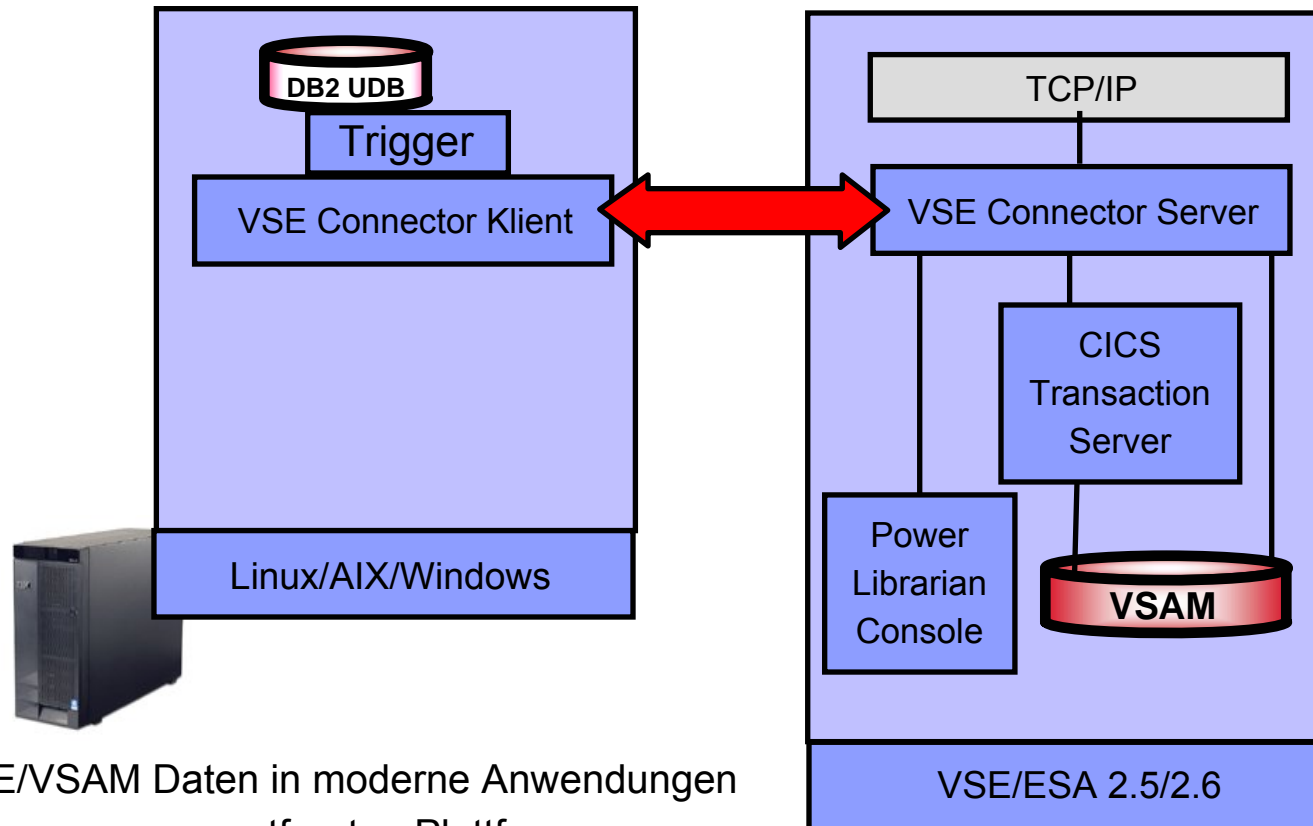 DB2 UDB
Trigger
VSE Connector Klient
Linux/AIX/Windows
TCP/IP
VSE Connector Server
CICS
Transaction
Server
Power
Librarian
Console
VSAM
VSE/ESA 2.5/2.6
E/VSAM Daten in moderne Anwendungen